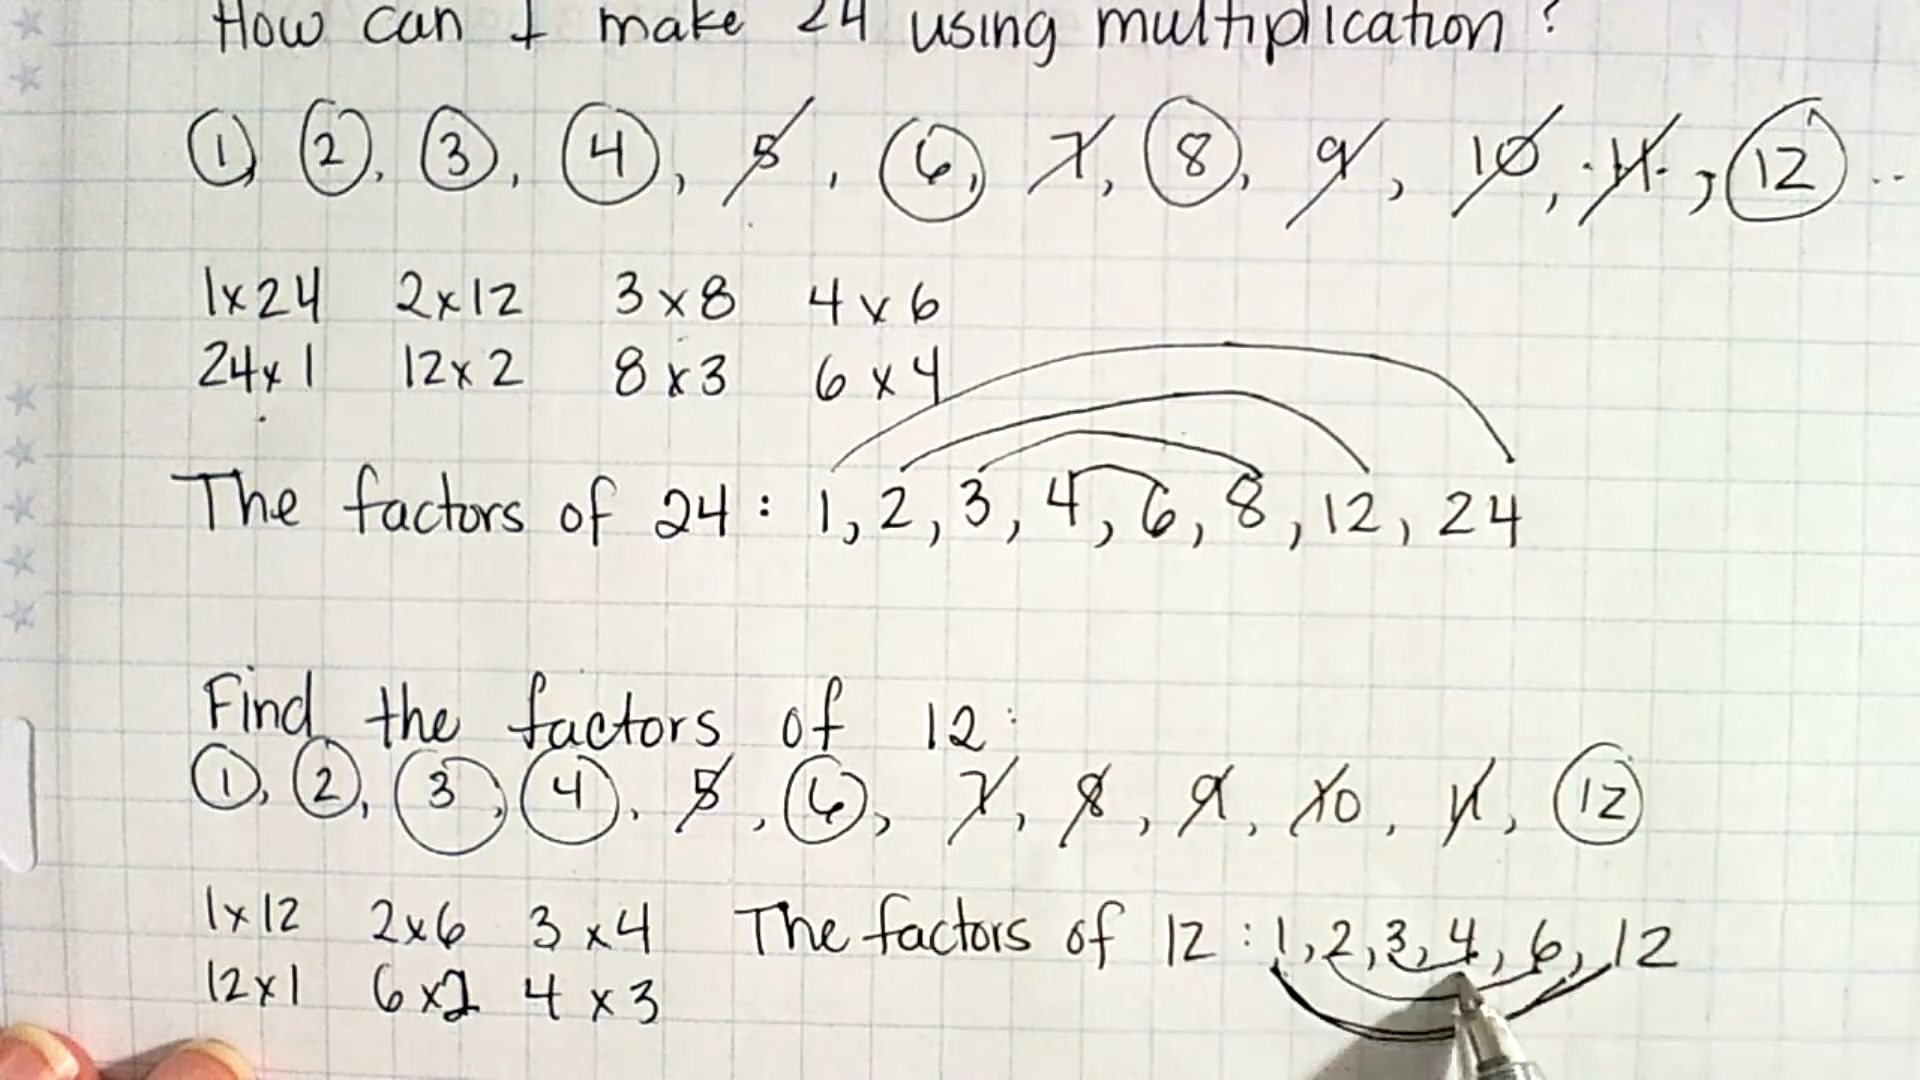 How can I make 24 using multiplication?
1, 2, 3, 4, 5, 6, 7, 8, 9, 10, 11, 12 ..
1x24 2x12 3x8 4x6
24x1 12x2 8x3 6x4
The factors of 24: 1, 2, 3, 4, 6, 8, 12, 24
Find the factors of 12:
1, 2, 3, 4, 5, 6, 7, 8, 9, 10, 11, 12
1x12 2x6 3x4 The factors of 12: 1, 2, 3, 4, 6, 12
12x1 6x2 4x3